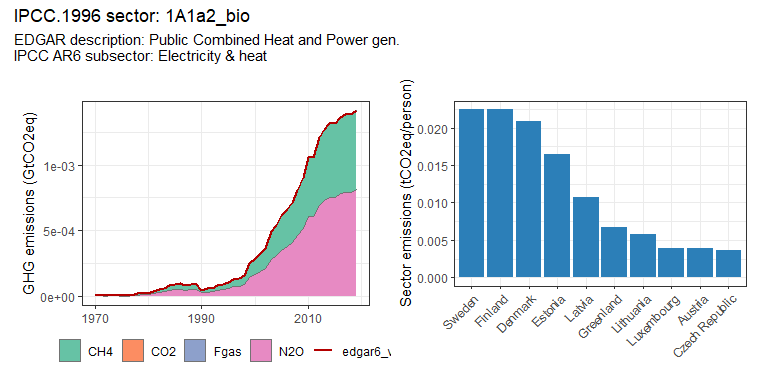 IPCC.1996 sector: 1A1a2_bio
EDGAR description: Public Combined Heat and Power gen.
IPCC AR6 subsector: Electricity & heat
GHG emissions (GtCO2eq)
1e-03
5e-04
0e+00
1970
1990
2010
CH4 CO2 Fgas N2O edgar6_v
Sector emissions (tCO2eq/person)
0.020
0.015
0.010
0.005
0.000
Sweden
Finland
Denmark
Estonia
Latvia
Greenland
Lithuania
Luxembourg
Austria
Czech Republic